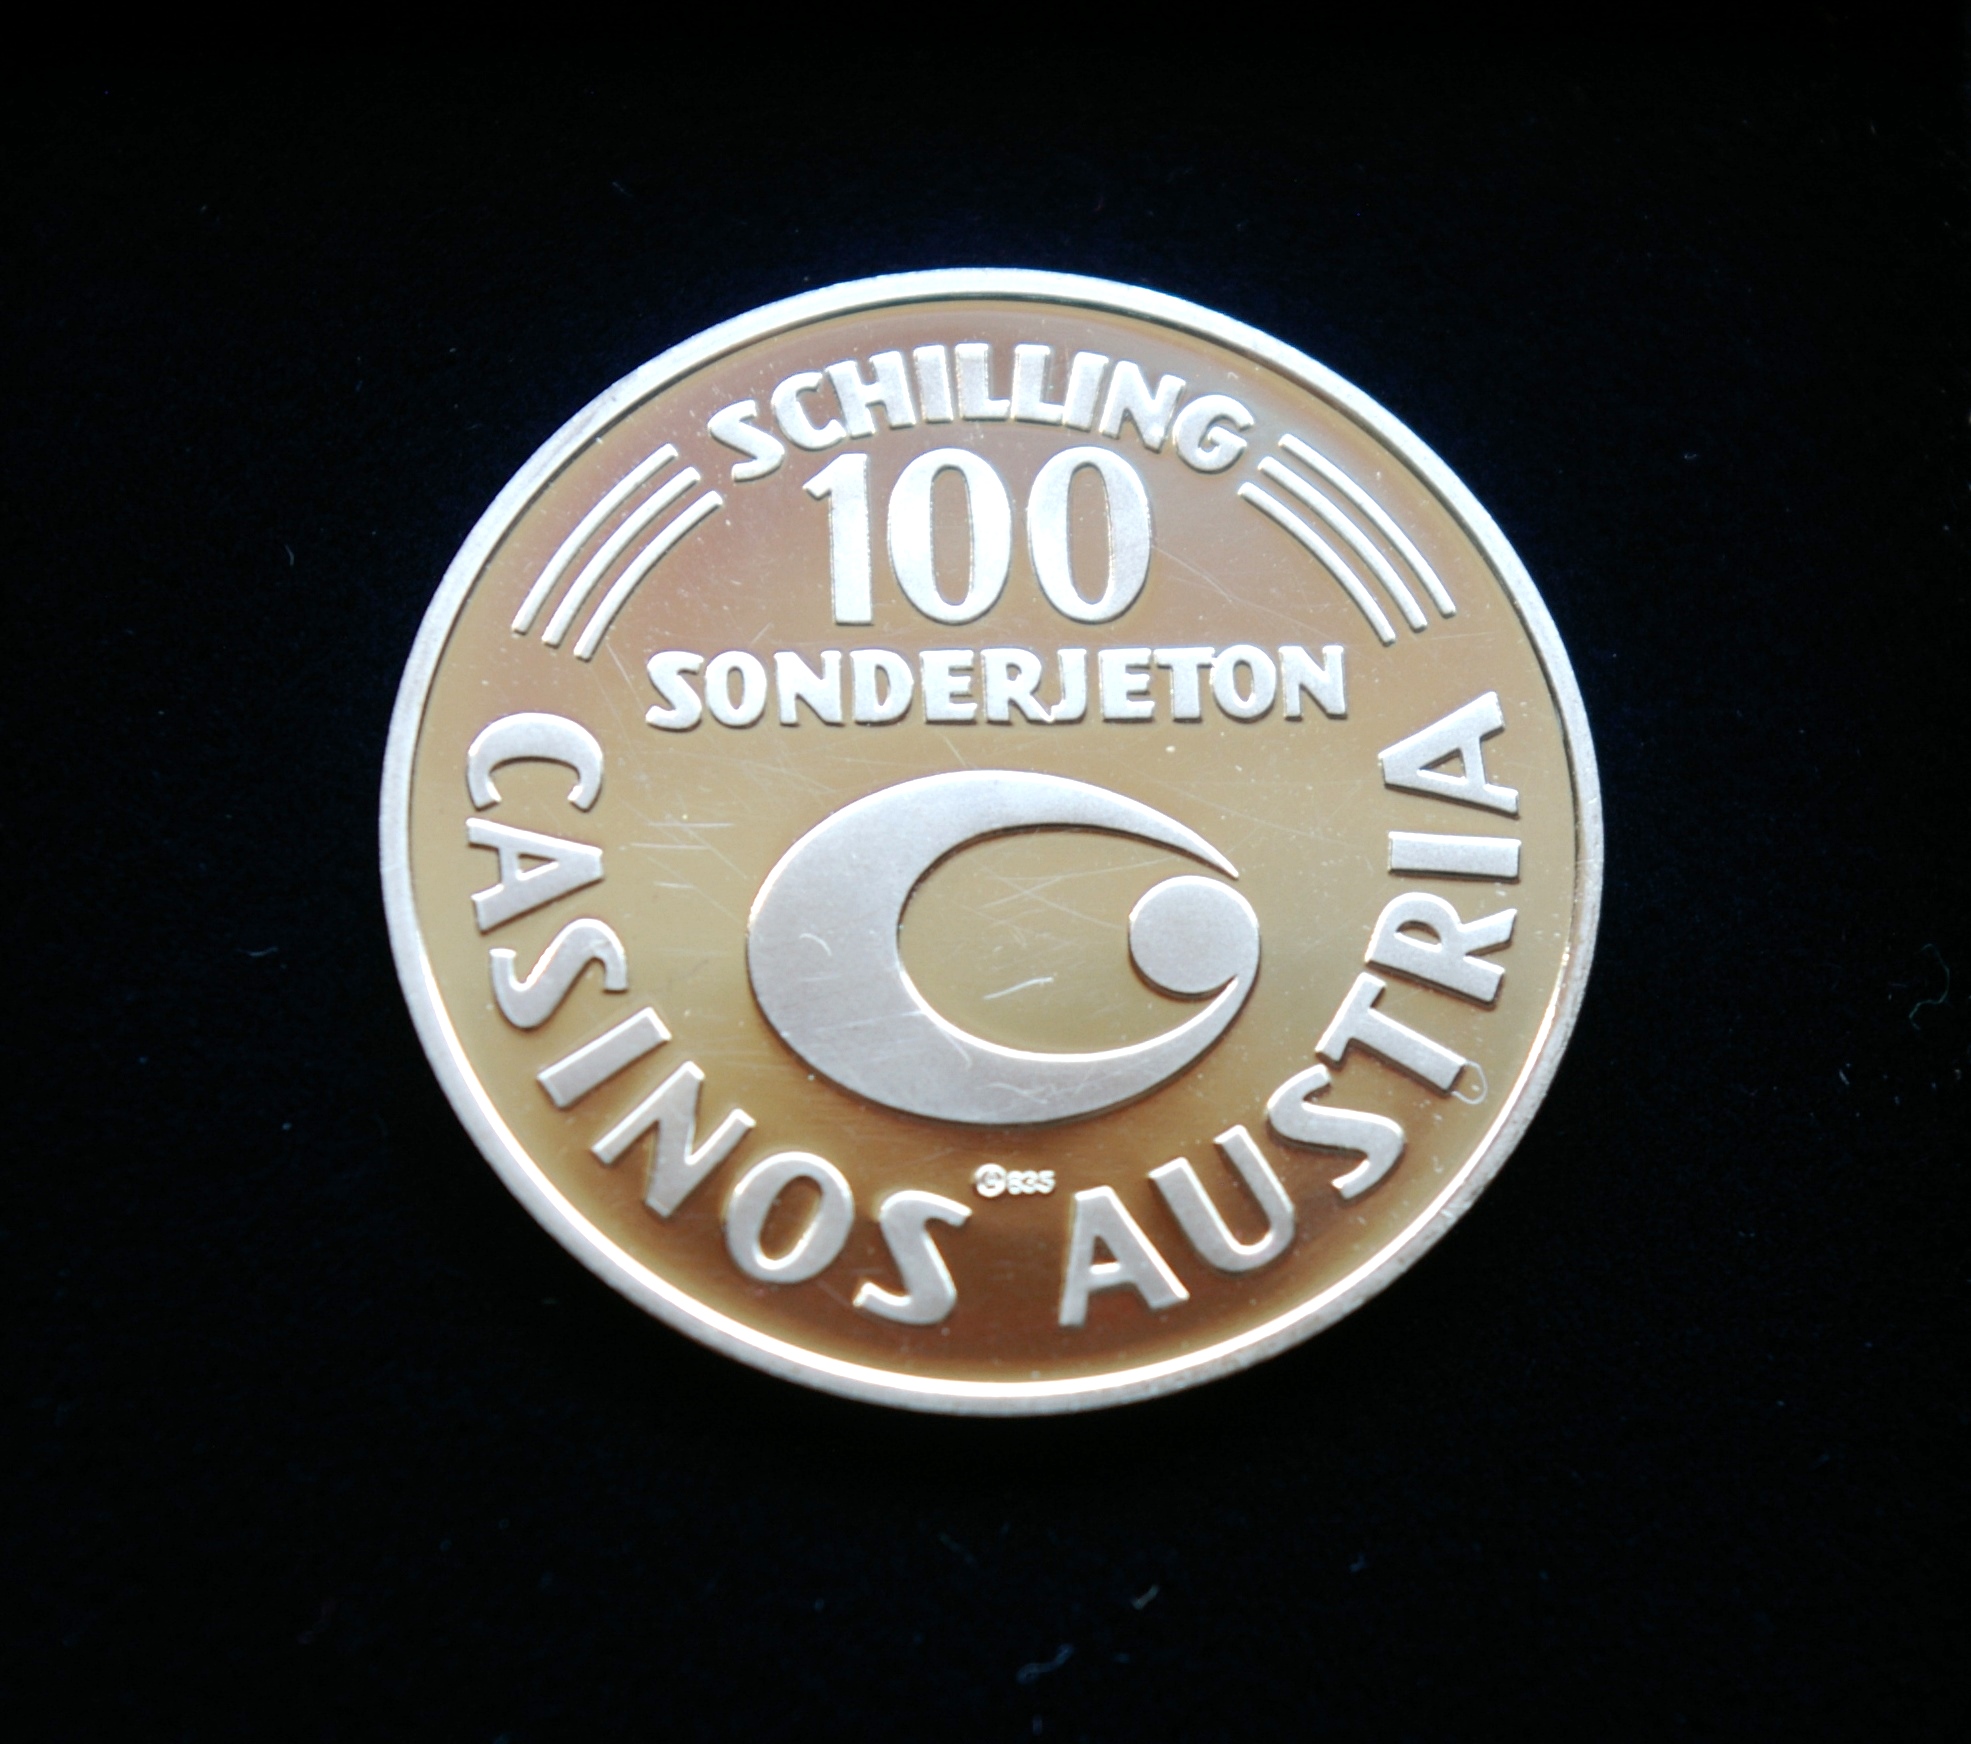 SCHILLING
100
SONDERJETON
CASINOS AUSTRIA
835